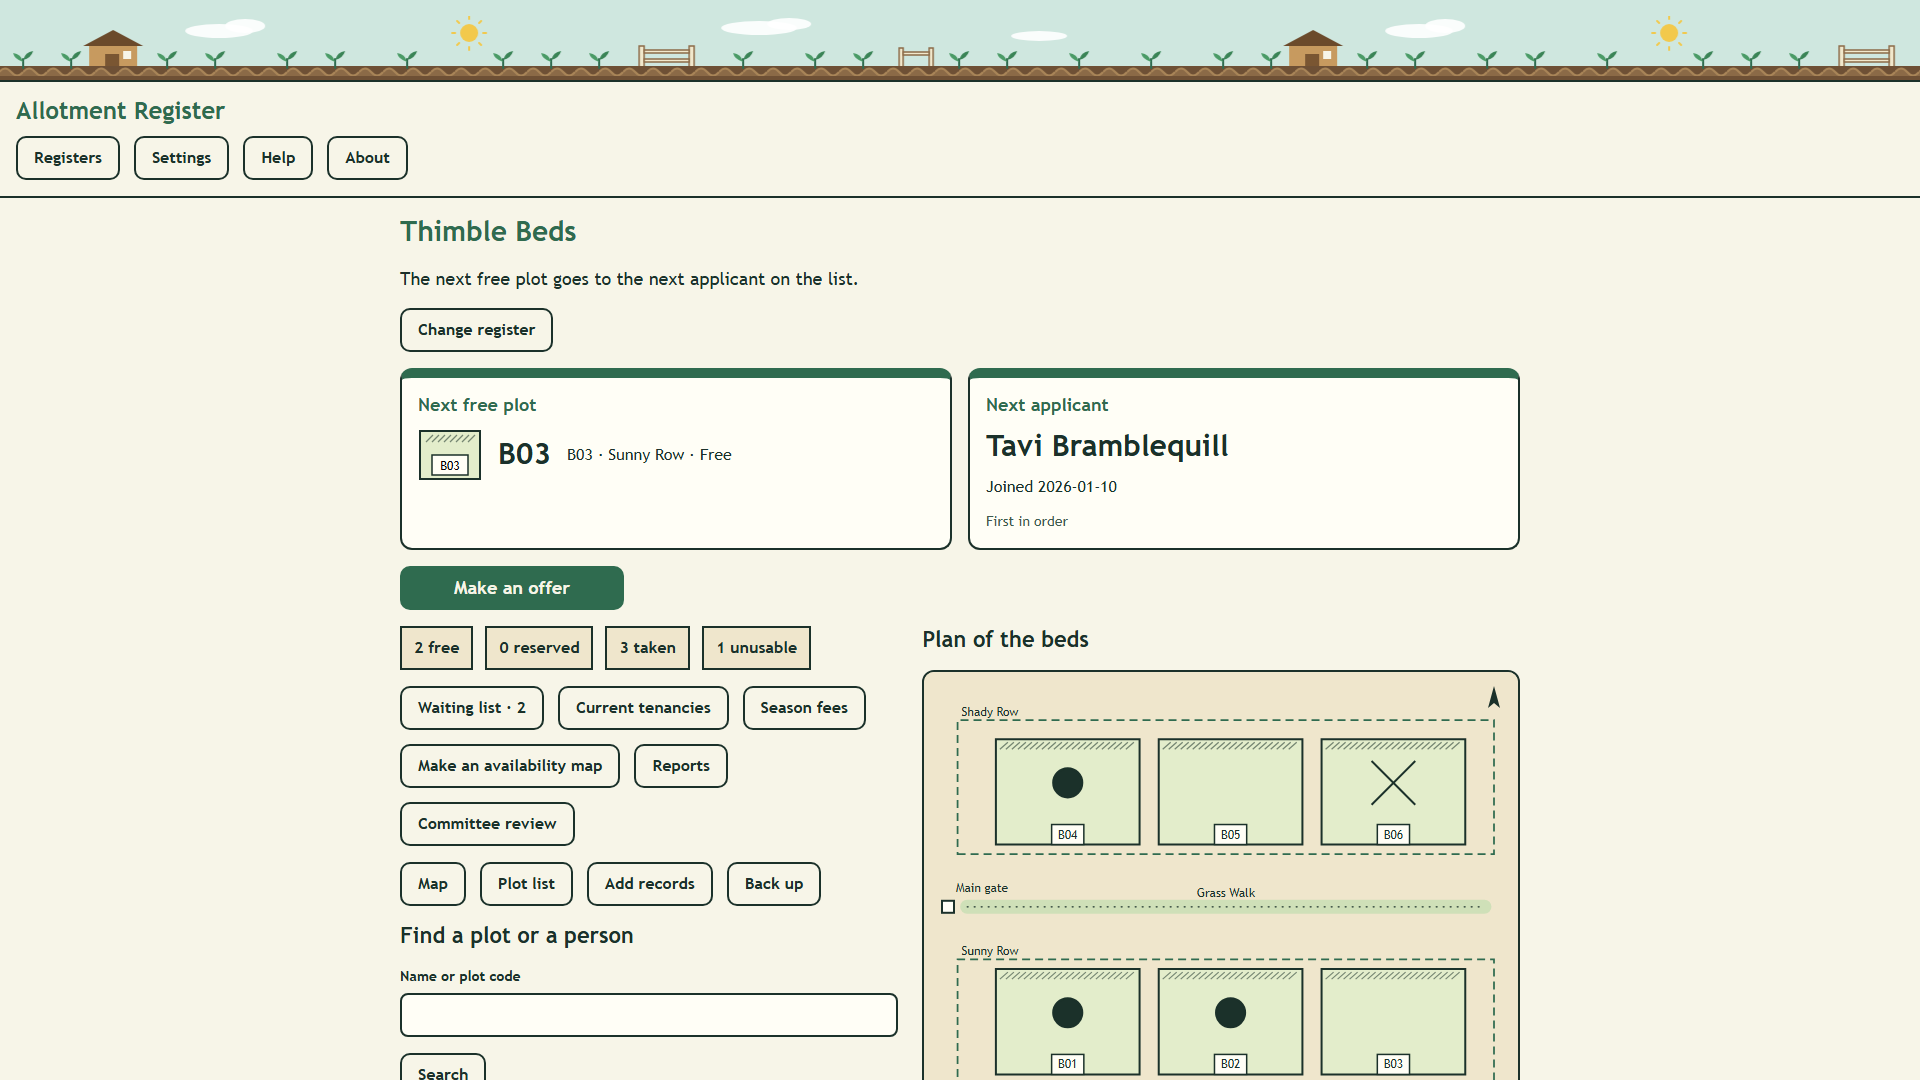 Allotment Register
Registers
Settings
Help
About
Thimble Beds
The next free plot goes to the next applicant on the list.
Change register
Next free plot
B03
B03
B03 · Sunny Row · Free
Next applicant
Tavi Bramblequill
Joined 2026-01-10
First in order
Make an offer
2 free
0 reserved
3 taken
1 unusable
Waiting list · 2
Current tenancies
Season fees
Make an availability map
Reports
Committee review
Map
Plot list
Add records
Back up
Find a plot or a person
Name or plot code
Search
Plan of the beds
Shady Row
B04
B05
B06
Main gate
Grass Walk
Sunny Row
B01
B02
B03